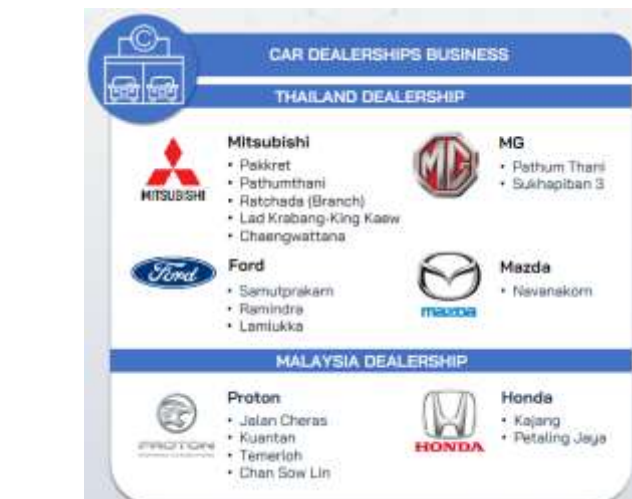 CAR DEALERSHIPS BUSINESS
THAILAND DEALERSHIP
MITSUBISHI
Mitsubishi
• Pakkret
• Pathumthani
• Ratchada (Branch)
• Lad Krabang-King Kaew
• Chaengwattana
MG
MG
• Pathum Thani
• Sukhapiban 3
Ford
Ford
• Samutprakarn
• Ramindra
• Lamlukka
mazda
Mazda
• Navanakorn
MALAYSIA DEALERSHIP
PROTON
Proton
• Jalan Cheras
• Kuantan
• Temerloh
• Chan Sow Lin
HONDA
Honda
• Kajang
• Petaling Jaya